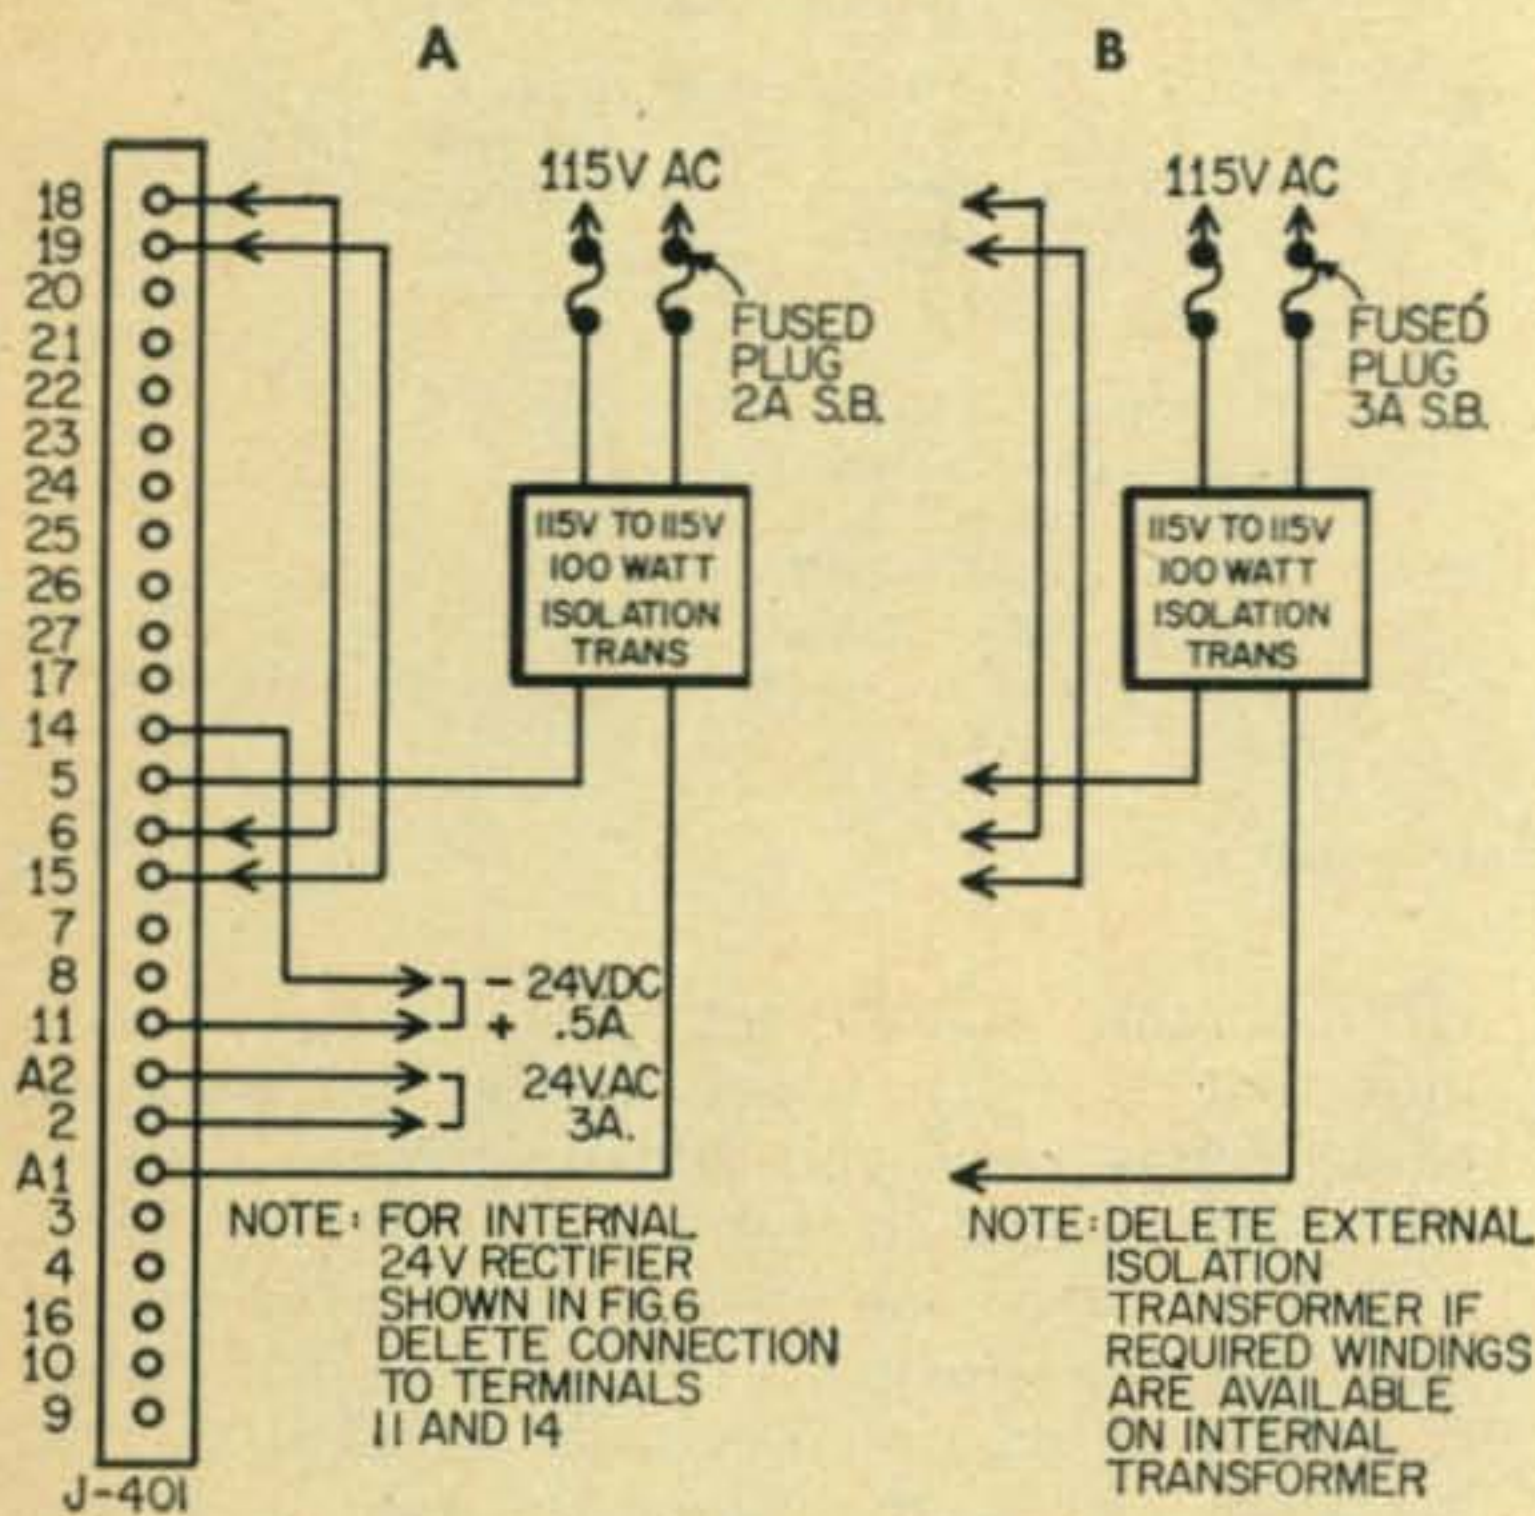 A
B
18
19
20
21
22
23
24
25
26
27
17
14
5
6
15
7
8
11
A2
2
A1
3
4
16
10
9
J-401
115V AC
FUSED
PLUG
2A S.B.
115V TO 115V
100 WATT
ISOLATION
TRANS
- 24V.DC
+ .5A
24V.AC
3A.
NOTE: FOR INTERNAL
24V RECTIFIER
SHOWN IN FIG.6
DELETE CONNECTION
TO TERMINALS
11 AND 14
115V AC
FUSED
PLUG
3A S.B.
115V TO 115V
100 WATT
ISOLATION
TRANS
NOTE: DELETE EXTERNAL
ISOLATION
TRANSFORMER IF
REQUIRED WINDINGS
ARE AVAILABLE
ON INTERNAL
TRANSFORMER